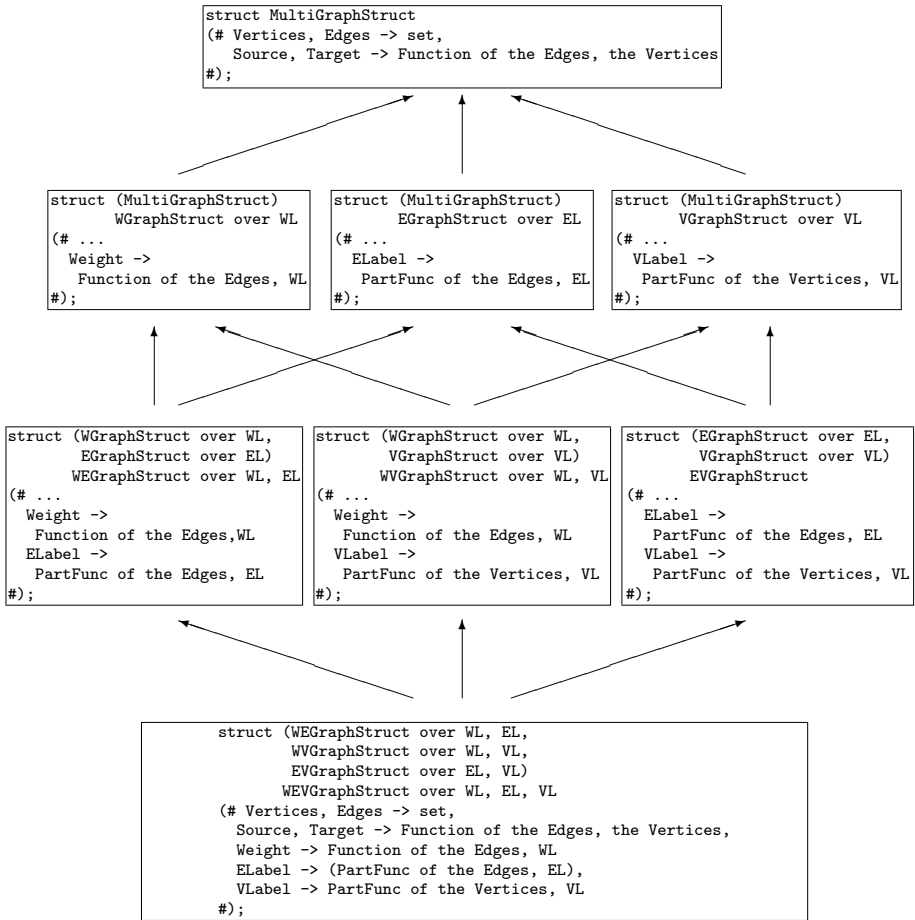 struct MultiGraphStruct
(# Vertices, Edges -> set,
Source, Target -> Function of the Edges, the Vertices
#);
struct (MultiGraphStruct)
WGraphStruct over WL
(# ...
Weight ->
Function of the Edges, WL
#);
struct (MultiGraphStruct)
EGraphStruct over EL
(# ...
ELabel ->
PartFunc of the Edges, EL
#);
struct (MultiGraphStruct)
VGraphStruct over VL
(# ...
VLabel ->
PartFunc of the Vertices, VL
#);
struct (WGraphStruct over WL,
EGraphStruct over EL)
WEGraphStruct over WL, EL
(# ...
Weight ->
Function of the Edges,WL
ELabel ->
PartFunc of the Edges, EL
#);
struct (WGraphStruct over WL,
VGraphStruct over VL)
WVGraphStruct over WL, VL
(# ...
Weight ->
Function of the Edges, WL
VLabel ->
PartFunc of the Vertices, VL
#);
struct (EGraphStruct over EL,
VGraphStruct over VL)
EVGraphStruct
(# ...
ELabel ->
PartFunc of the Edges, EL
VLabel ->
PartFunc of the Vertices, VL
#);
struct (WEGraphStruct over WL, EL,
WVGraphStruct over WL, VL,
EVGraphStruct over EL, VL)
WEVGraphStruct over WL, EL, VL
(# Vertices, Edges -> set,
Source, Target -> Function of the Edges, the Vertices,
Weight -> Function of the Edges, WL
ELabel -> (PartFunc of the Edges, EL),
VLabel -> PartFunc of the Vertices, VL
#);